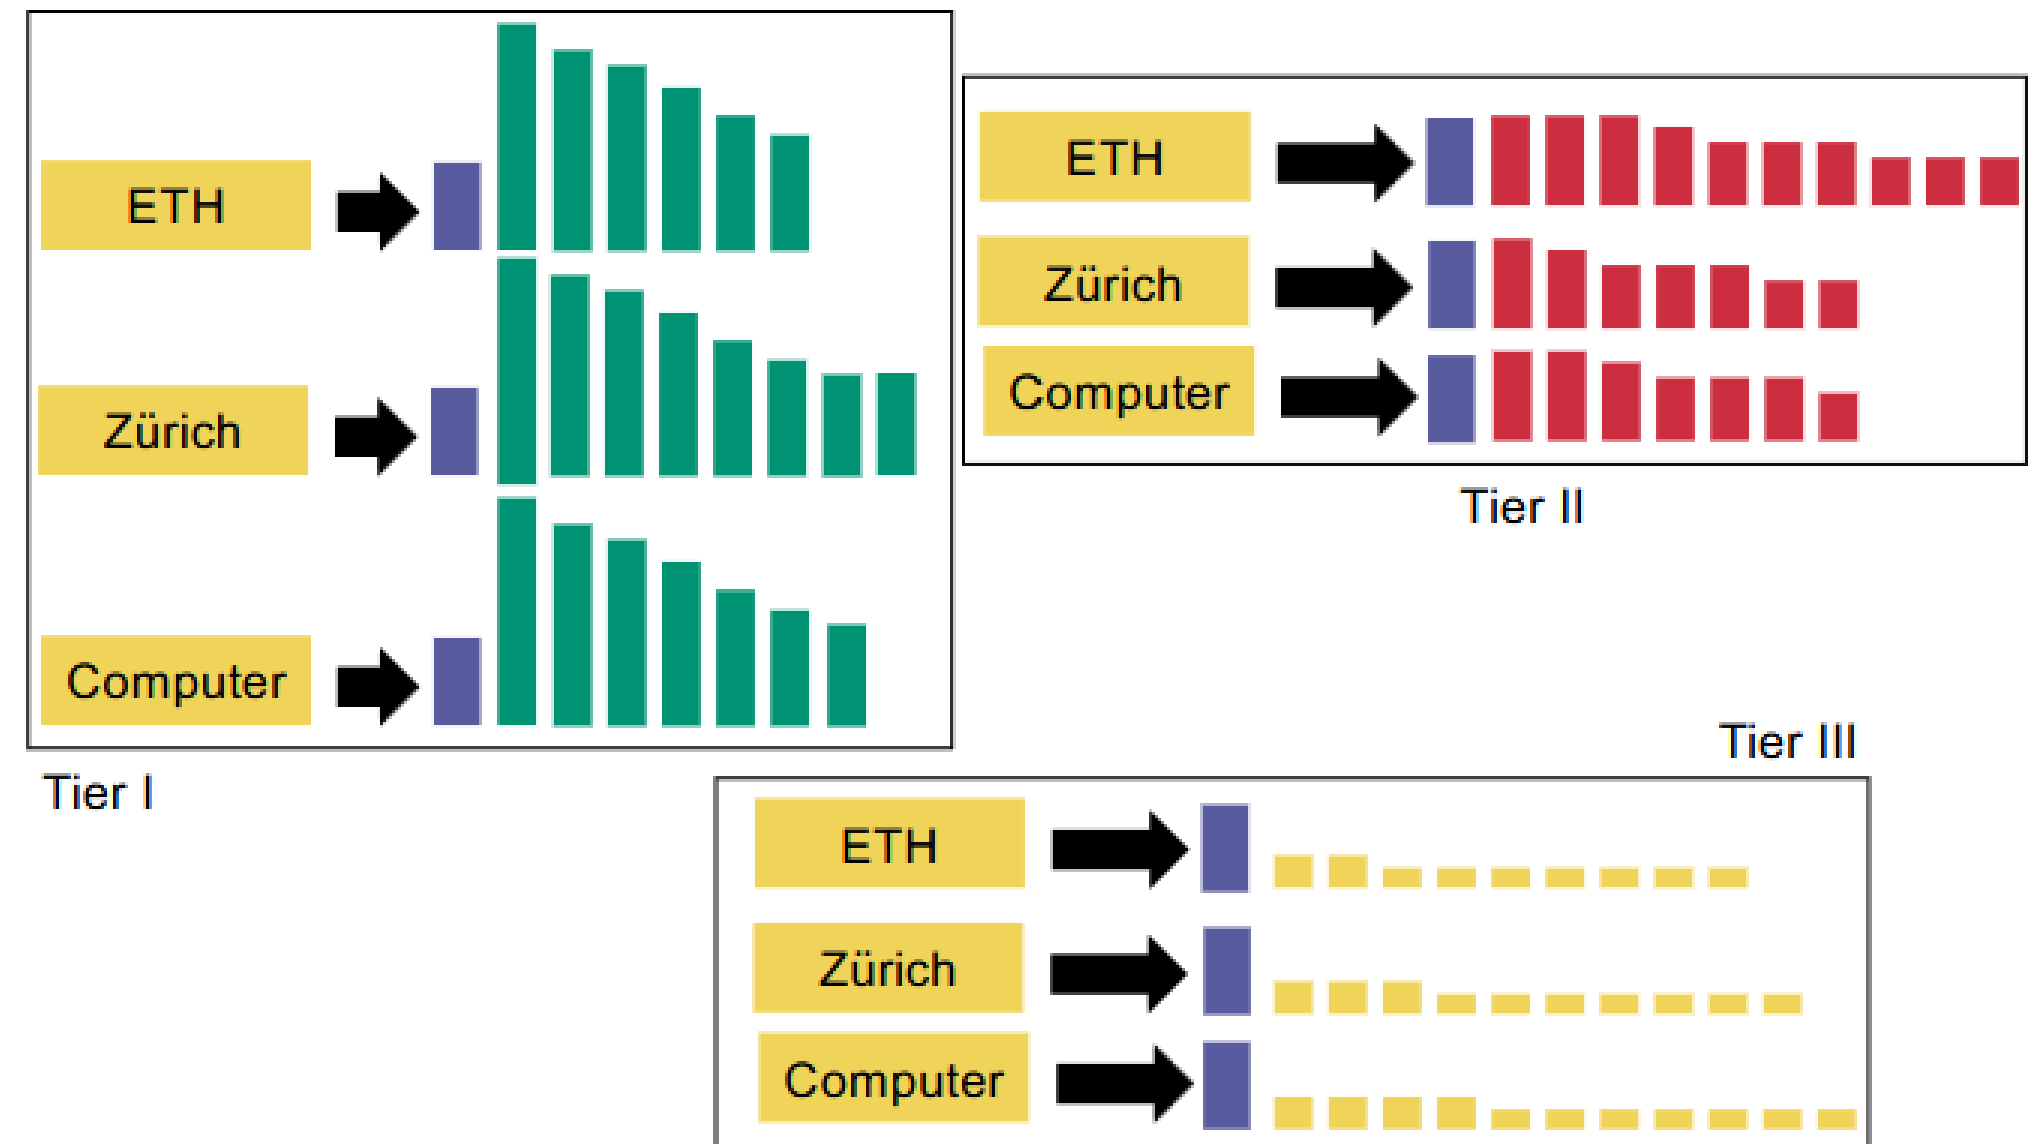 ETH
Zürich
Computer
Tier I
ETH
Zürich
Computer
Tier II
Tier III
ETH
Zürich
Computer